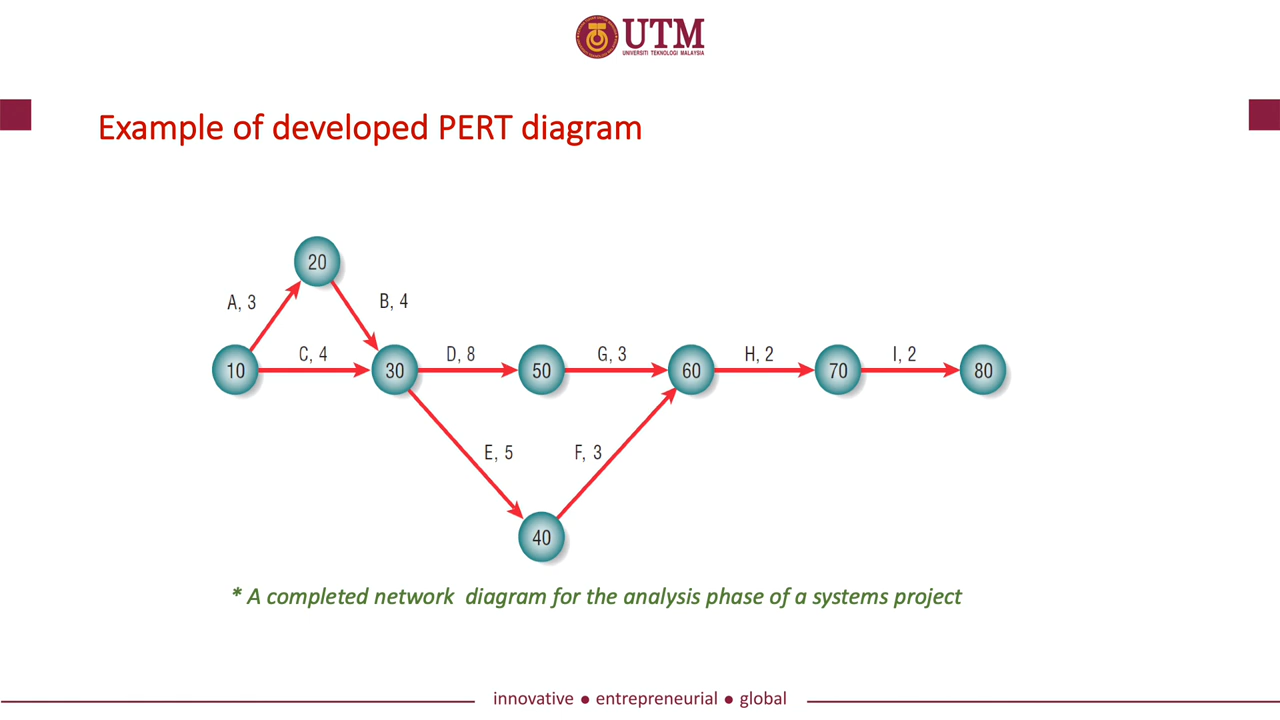 UTM
UNIVERSITI TEKNOLOGI MALAYSIA
Example of developed PERT diagram
20
A, 3
B, 4
C, 4
D, 8
G, 3
H, 2
I, 2
10
30
50
60
70
80
E, 5
F, 3
40
* A completed network diagram for the analysis phase of a systems project
innovative ● entrepreneurial ● global